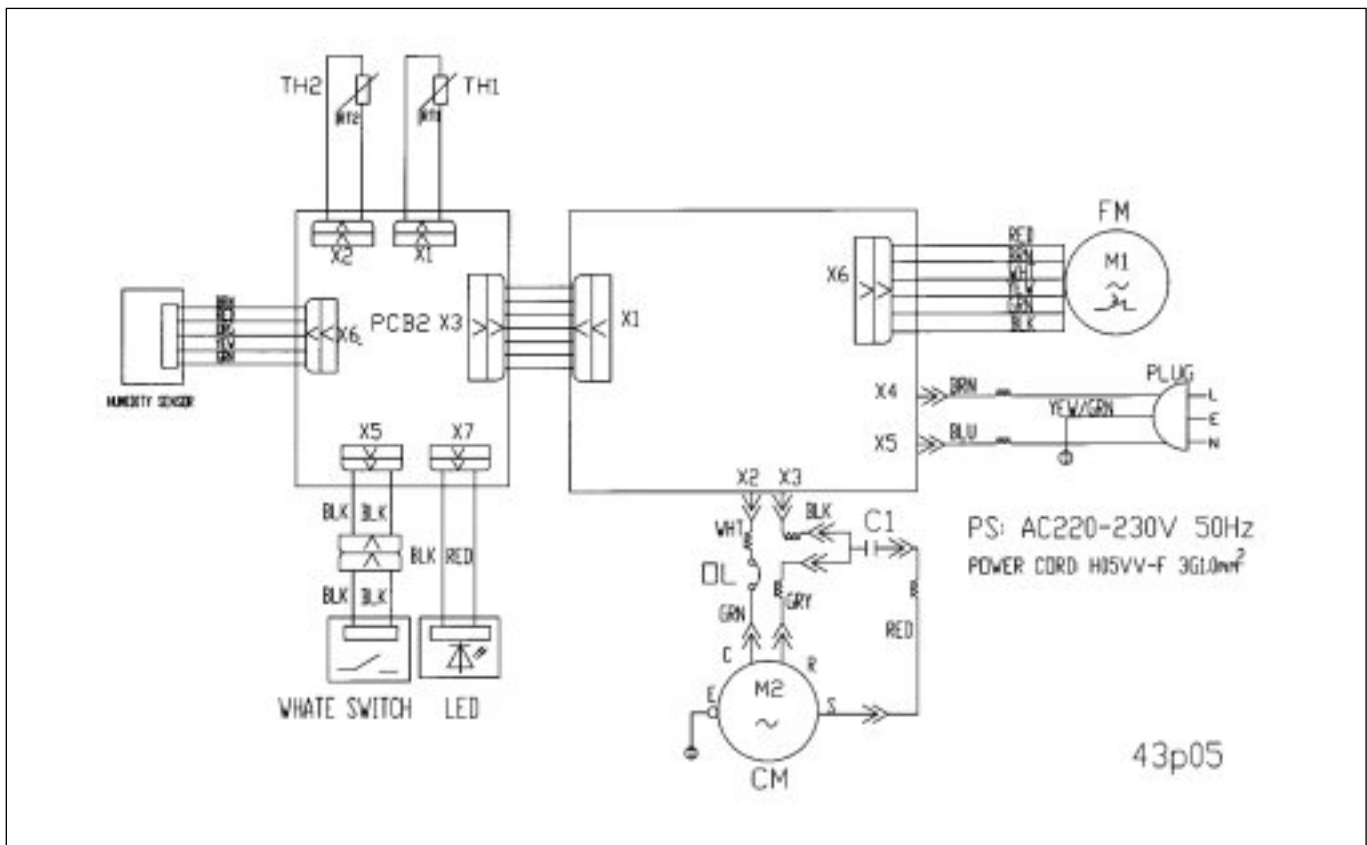 TH2
TH1
RT2
RT1
X2
X1
PCB2
X3
X6
HUMIDITY SENSOR
X5
X7
BLK
BLK
BLK
RED
BLK
BLK
WHATE SWITCH
LED
X1
X6
RED
BRN
WHT
YEW
GRN
BLK
FM
M1
~
X4
BRN
PLUG
L
YEW/GRN
E
X5
BLU
N
X2
X3
WHT
BLK
C1
OL
GRN
GRY
RED
C
R
E
M2
~
S
CM
PS: AC220-230V 50Hz
POWER CORD H05VV-F 3G1.0mm²
43p05